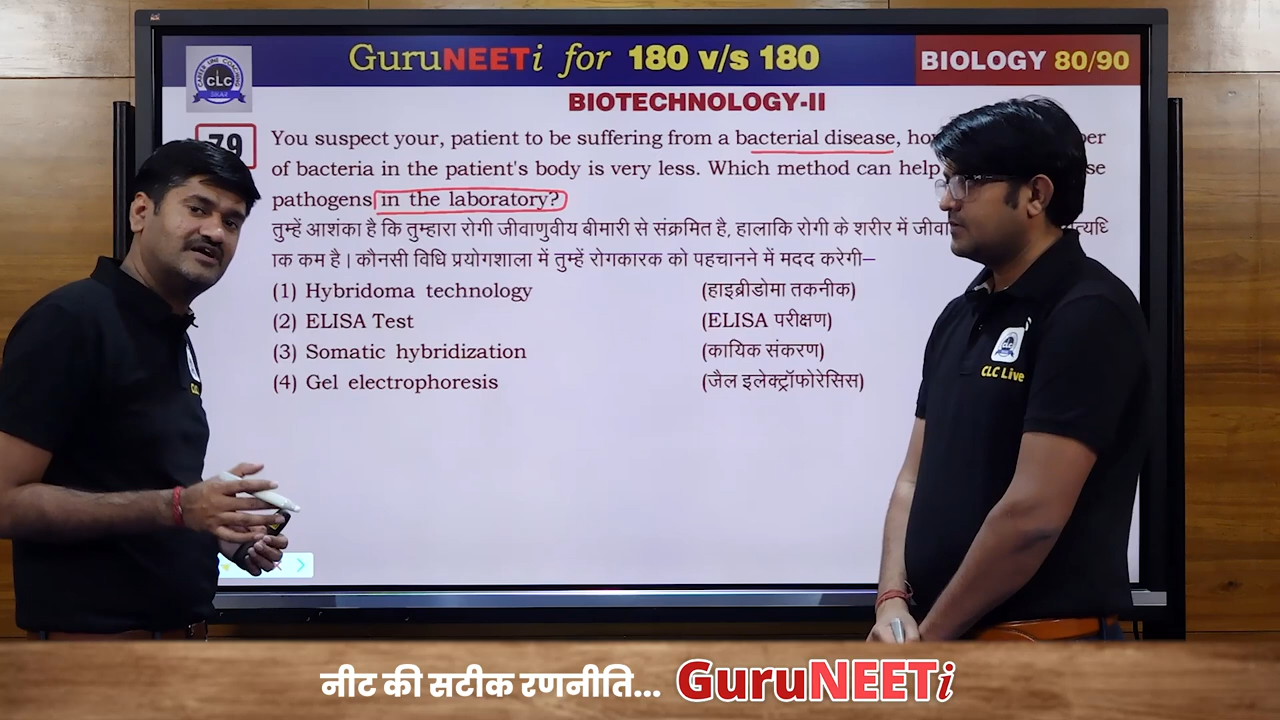 GuruNEETi for 180 v/s 180
BIOLOGY 80/90
CLC
SIKAR
BIOTECHNOLOGY-II
79
You suspect your, patient to be suffering from a bacterial disease,
of bacteria in the patient's body is very less. Which method can help
pathogens in the laboratory?
तुम्हें आशंका है कि तुम्हारा रोगी जीवाणुवीय बीमारी से संक्रमित है, हालाकि रोगी के शरीर में
क कम है। कौनसी विधि प्रयोगशाला में तुम्हें रोगकारक को पहचानने में मदद करेगी–
(1) Hybridoma technology (हाइब्रीडोमा तकनीक)
(2) ELISA Test (ELISA परीक्षण)
(3) Somatic hybridization (कायिक संकरण)
(4) Gel electrophoresis (जैल इलेक्ट्रॉफोरेसिस)
CLC Live
नीट की सटीक रणनीति... GuruNEETi